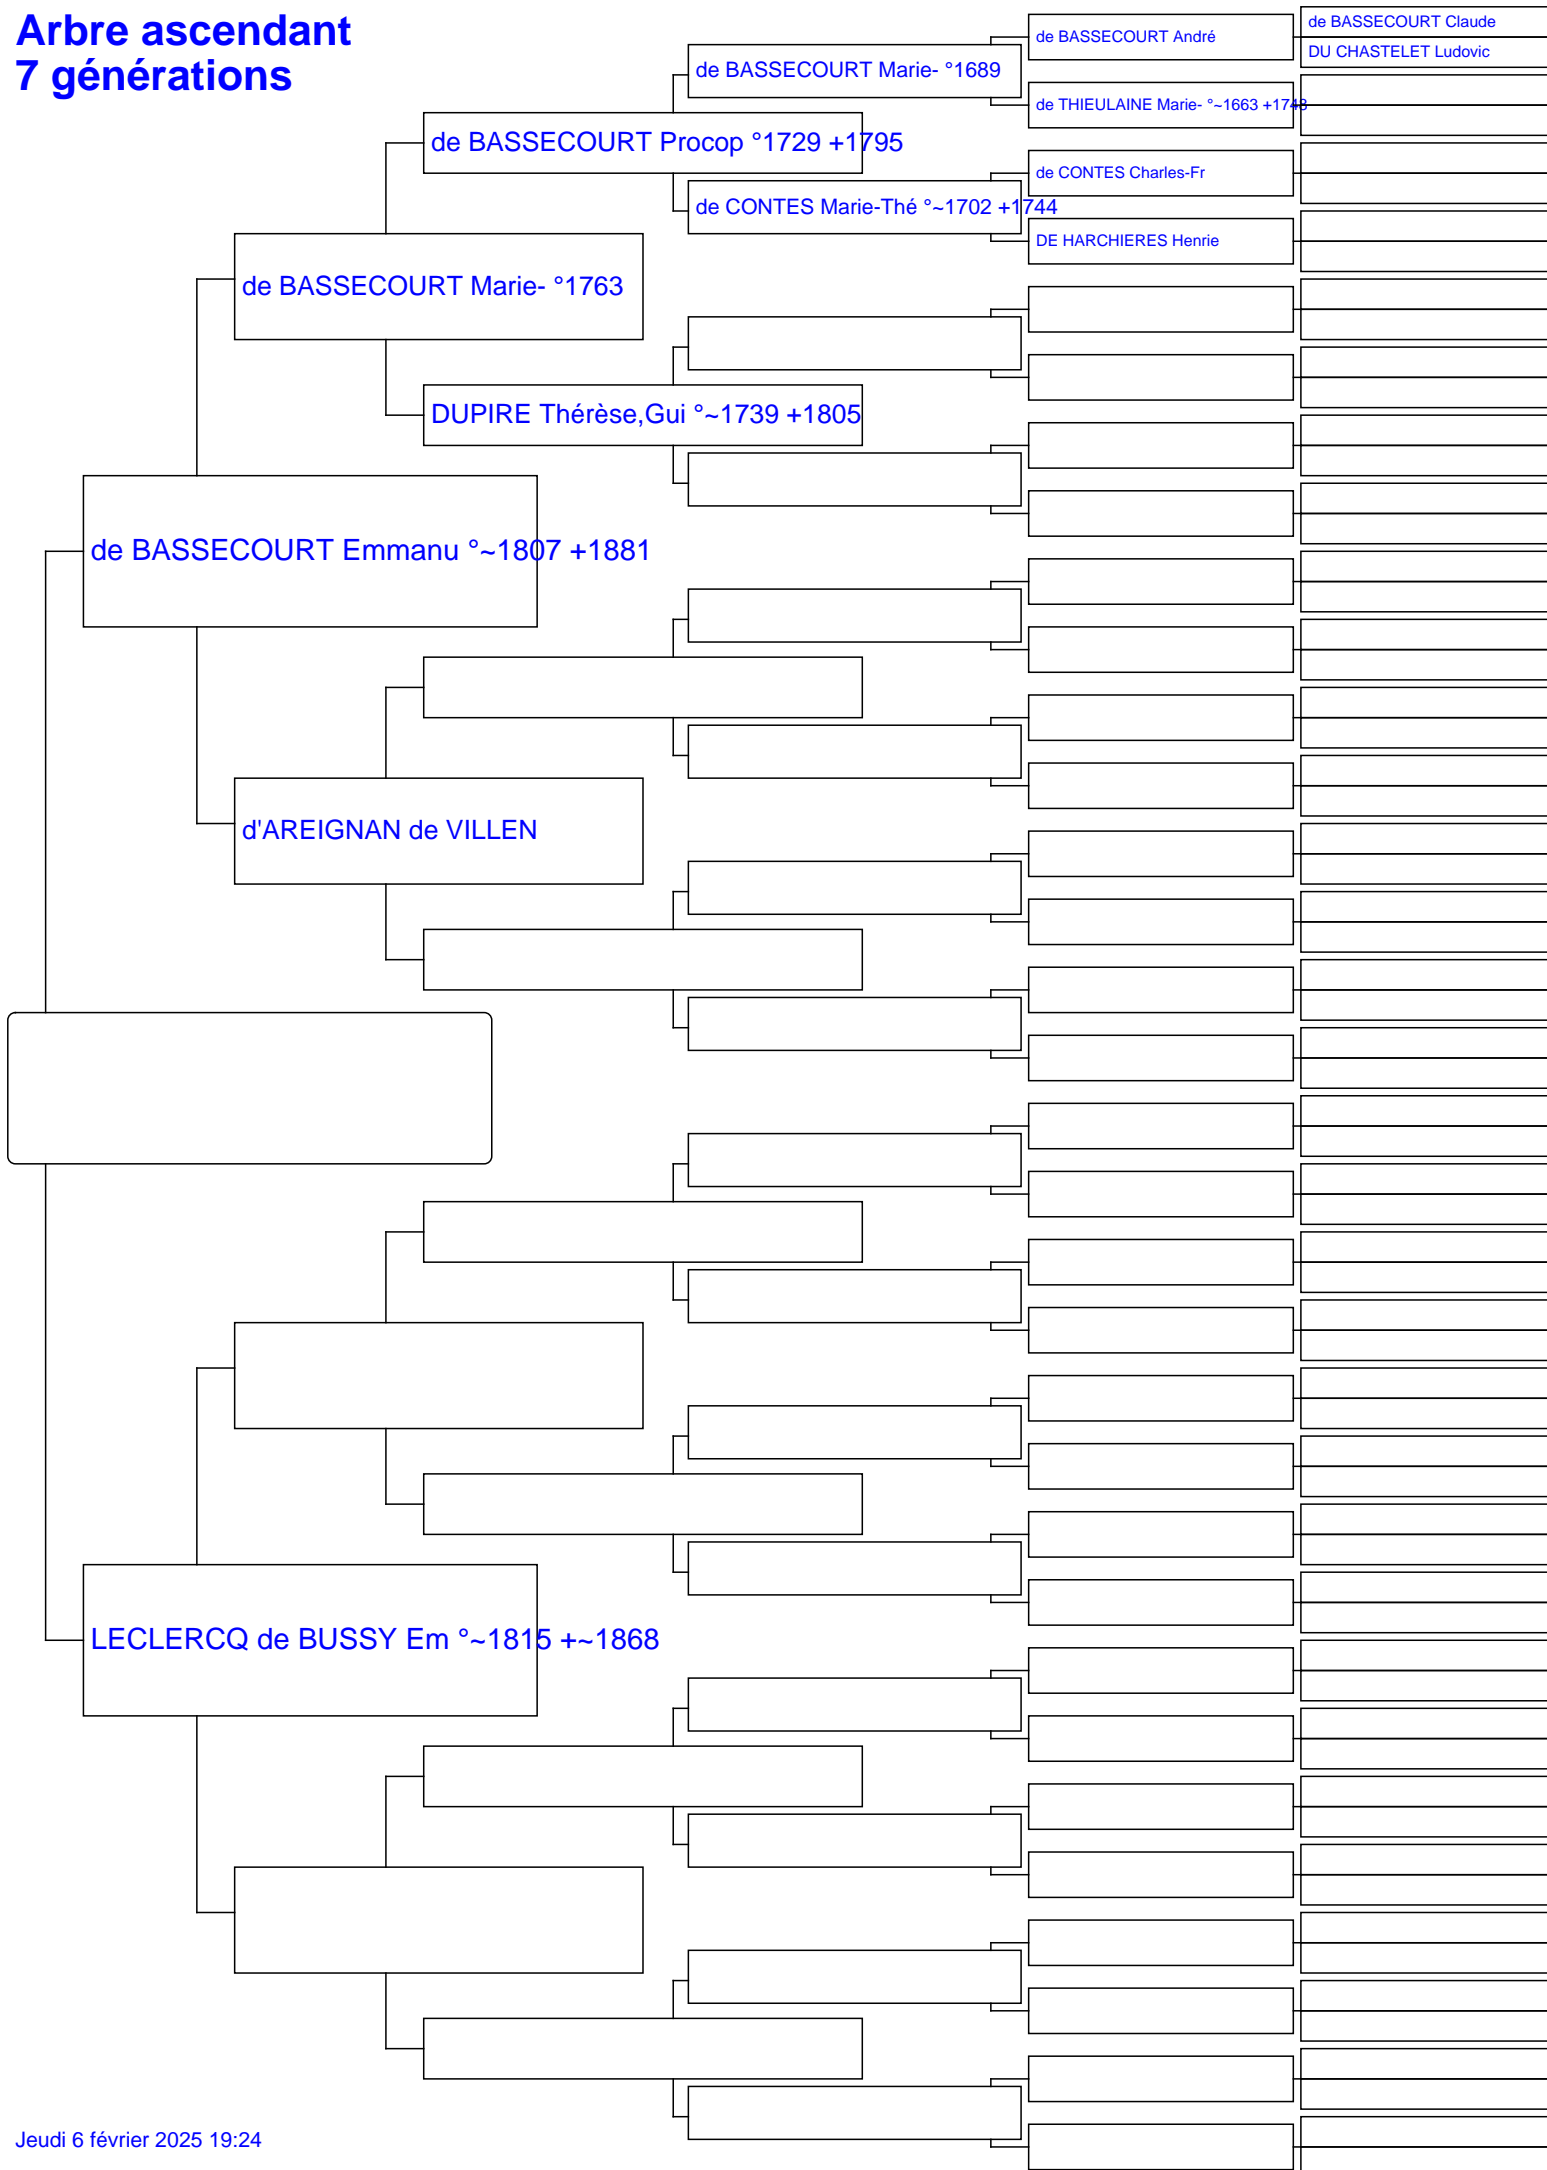 Arbre ascendant
7 générations
de BASSECOURT Claude
de BASSECOURT André
DU CHASTELET Ludovic
de BASSECOURT Marie- °1689
de THIEULAINE Marie- °~1663 +1748
de BASSECOURT Procop °1729 +1795
de CONTES Charles-Fr
de CONTES Marie-Thé °~1702 +1744
DE HARCHIERES Henrie
de BASSECOURT Marie- °1763
DUPIRE Thérèse,Gui °~1739 +1805
de BASSECOURT Emmanu °~1807 +1881
d'AREIGNAN de VILLEN
LECLERCQ de BUSSY Em °~1815 +~1868
Jeudi 6 février 2025 19:24